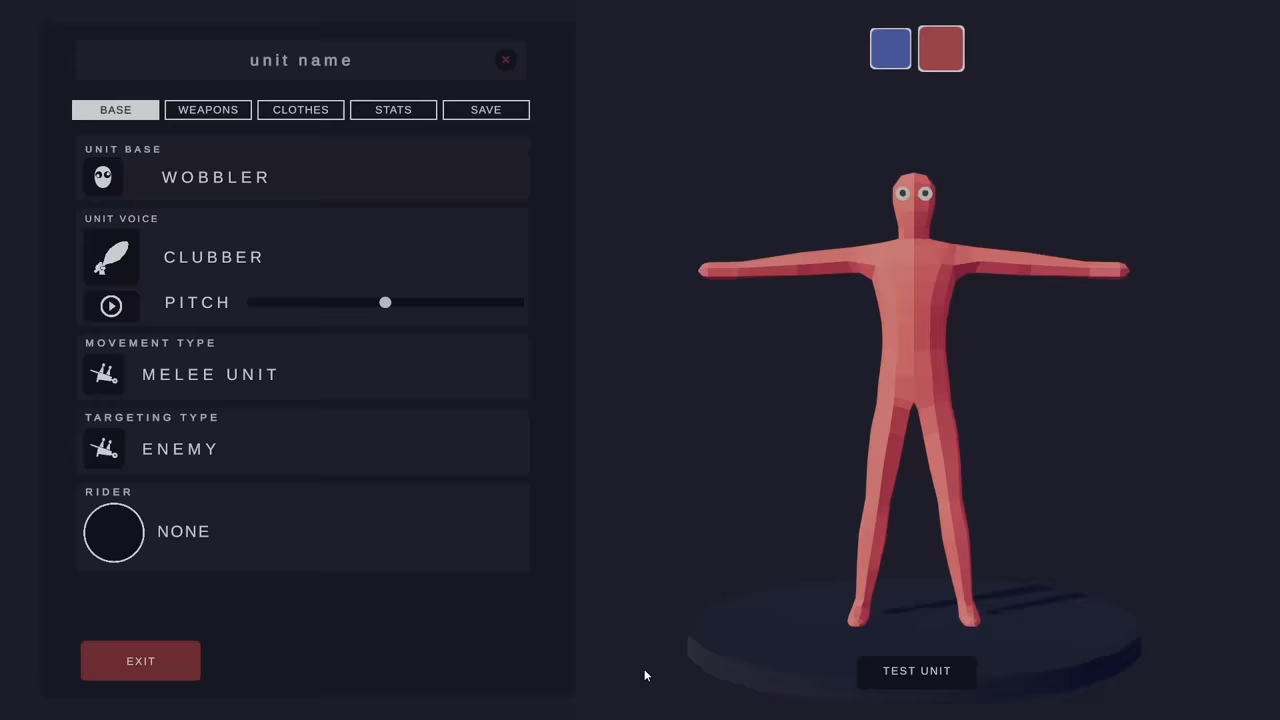 unit name
BASE WEAPONS CLOTHES STATS SAVE
UNIT BASE
WOBBLER
UNIT VOICE
CLUBBER
PITCH
MOVEMENT TYPE
MELEE UNIT
TARGETING TYPE
ENEMY
RIDER
NONE
EXIT
TEST UNIT